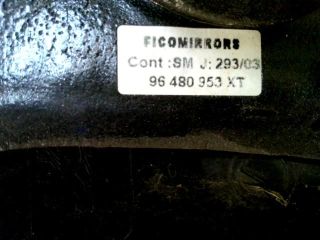 FICOMIRRORS
Cont :SM J: 293/03
96 480 953 XT